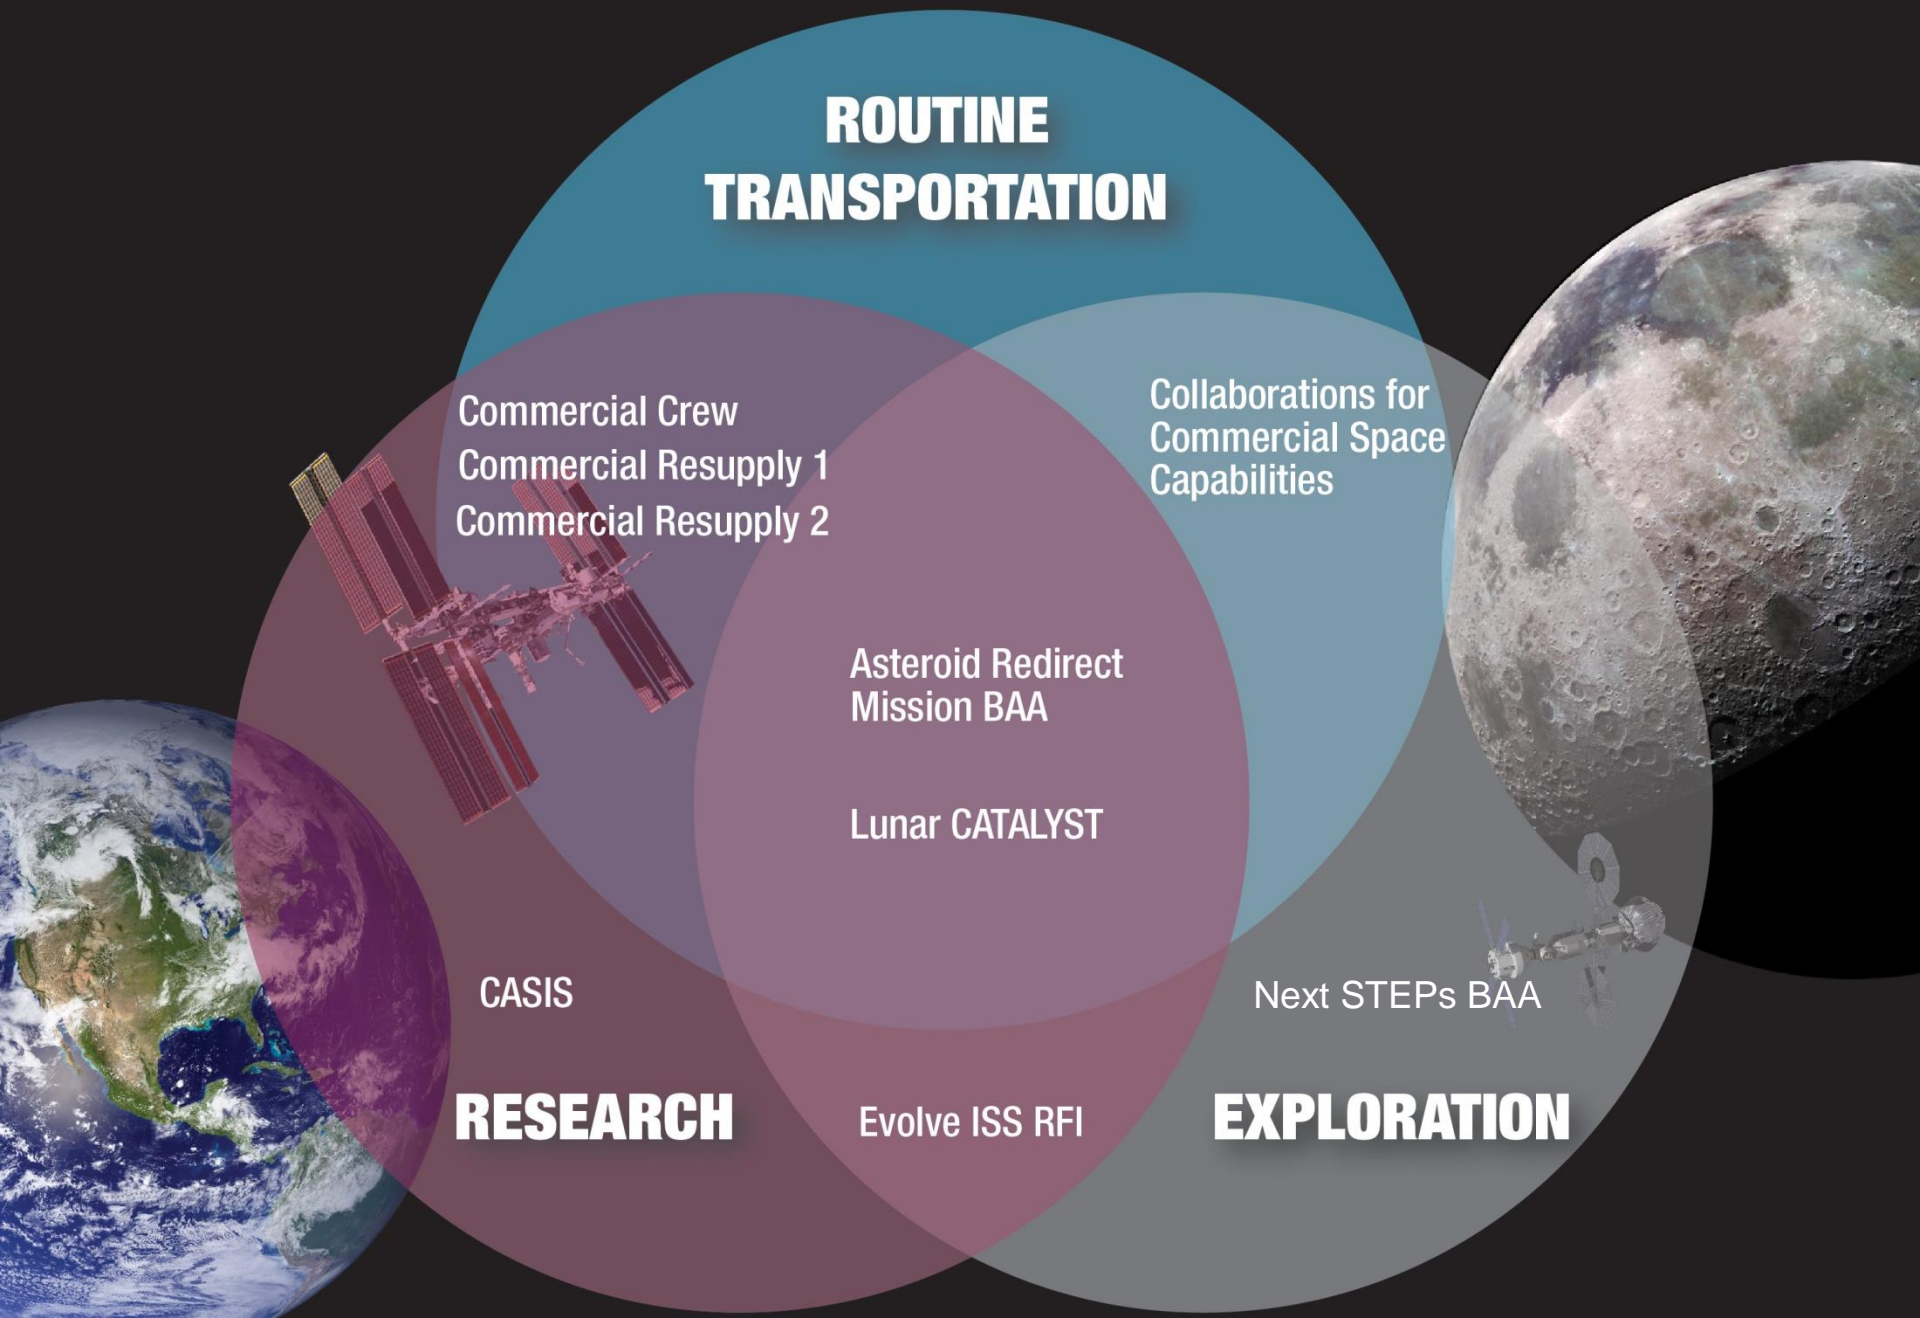 ROUTINE
TRANSPORTATION
Commercial Crew
Commercial Resupply 1
Commercial Resupply 2
Collaborations for
Commercial Space
Capabilities
Asteroid Redirect
Mission BAA
Lunar CATALYST
CASIS
Next STEPs BAA
RESEARCH
Evolve ISS RFI
EXPLORATION